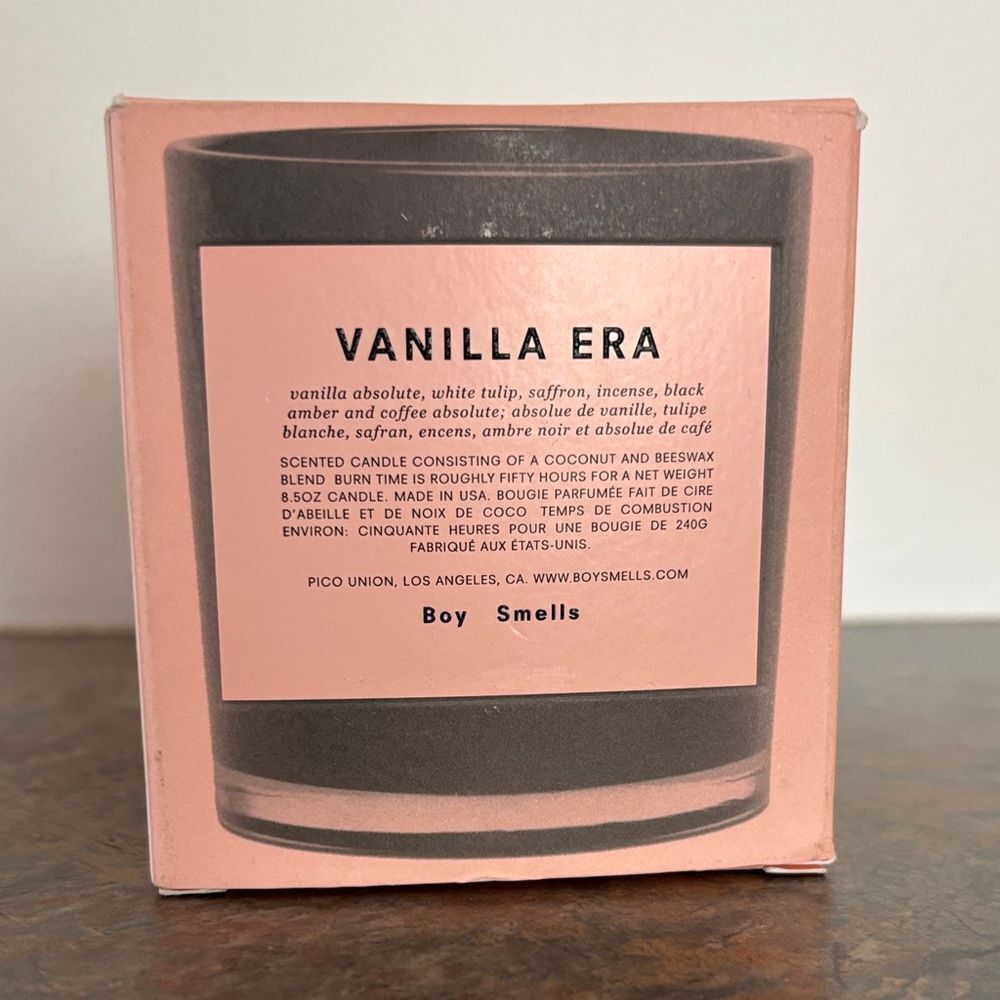 VANILLA ERA
vanilla absolute, white tulip, saffron, incense, black
amber and coffee absolute; absolue de vanille, tulipe
blanche, safran, encens, ambre noir et absolue de café
SCENTED CANDLE CONSISTING OF A COCONUT AND BEESWAX
BLEND BURN TIME IS ROUGHLY FIFTY HOURS FOR A NET WEIGHT
8.5OZ CANDLE. MADE IN USA. BOUGIE PARFUMÉE FAIT DE CIRE
D'ABEILLE ET DE NOIX DE COCO TEMPS DE COMBUSTION
ENVIRON: CINQUANTE HEURES POUR UNE BOUGIE DE 240G
FABRIQUÉ AUX ÉTATS-UNIS.
PICO UNION, LOS ANGELES, CA. WWW.BOYSMELLS.COM
Boy Smells